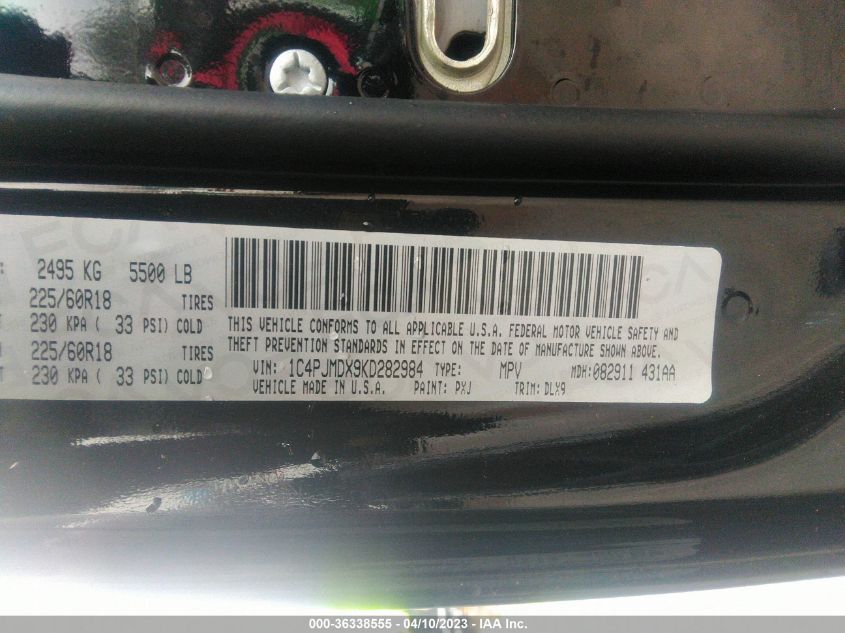 2495 KG 5500 LB
225/60R18 TIRES
230 KPA ( 33 PSI) COLD
225/60R18 TIRES
230 KPA ( 33 PSI) COLD
THIS VEHICLE CONFORMS TO ALL APPLICABLE U.S.A. FEDERAL MOTOR VEHICLE SAFETY AND
THEFT PREVENTION STANDARDS IN EFFECT ON THE DATE OF MANUFACTURE SHOWN ABOVE.
VIN: 1C4PJMDX9KD282984 TYPE: MPV MDH: 082911 431AA
VEHICLE MADE IN U.S.A. PAINT: PXJ TRIM: DLX9
000-36338555 - 04/10/2023 - IAA Inc.